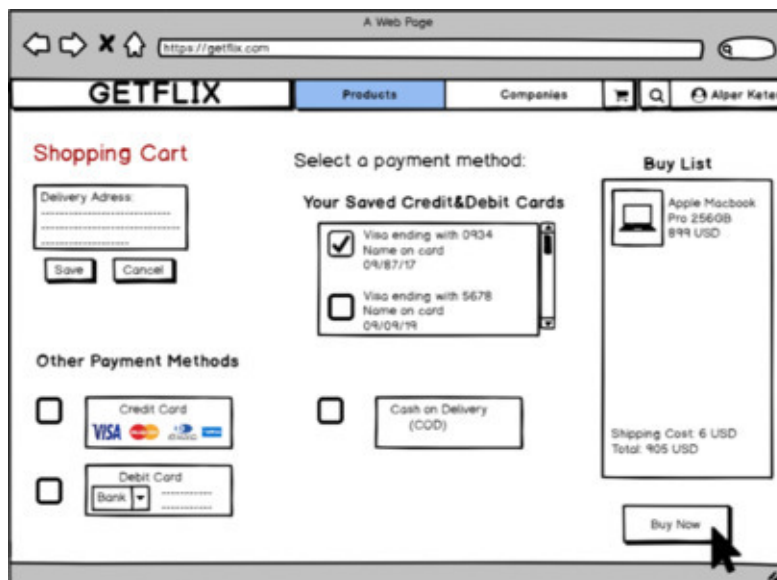 A Web Page
https://getflix.com
GETFLIX
Products
Companies
Alper Kete
Shopping Cart
Delivery Adress:
Save
Cancel
Select a payment method:
Your Saved Credit&Debit Cards
Visa ending with 0934
Name on card
09/87/17
Visa ending with 5678
Name on card
09/09/19
Buy List
Apple Macbook
Pro 256GB
899 USD
Shipping Cost: 6 USD
Total: 905 USD
Buy Now
Other Payment Methods
Credit Card
VISA
Cash on Delivery
(COD)
Debit Card
Bank